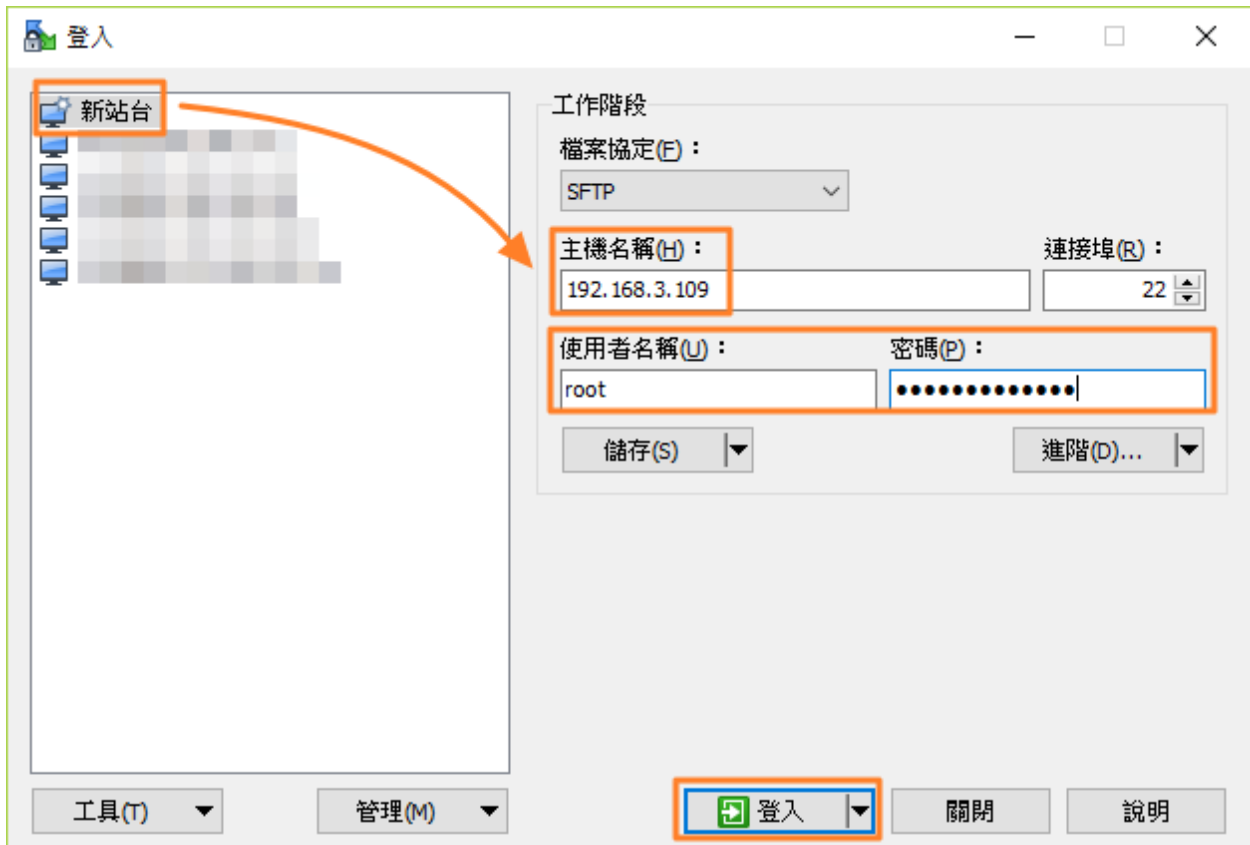 登入
新站台
工作階段
檔案協定(F)：
SFTP
主機名稱(H)：
連接埠(R)：
192.168.3.109
22
使用者名稱(U)：
密碼(P)：
root
•••••••••••••
儲存(S)
進階(D)...
工具(T)
管理(M)
登入
關閉
說明